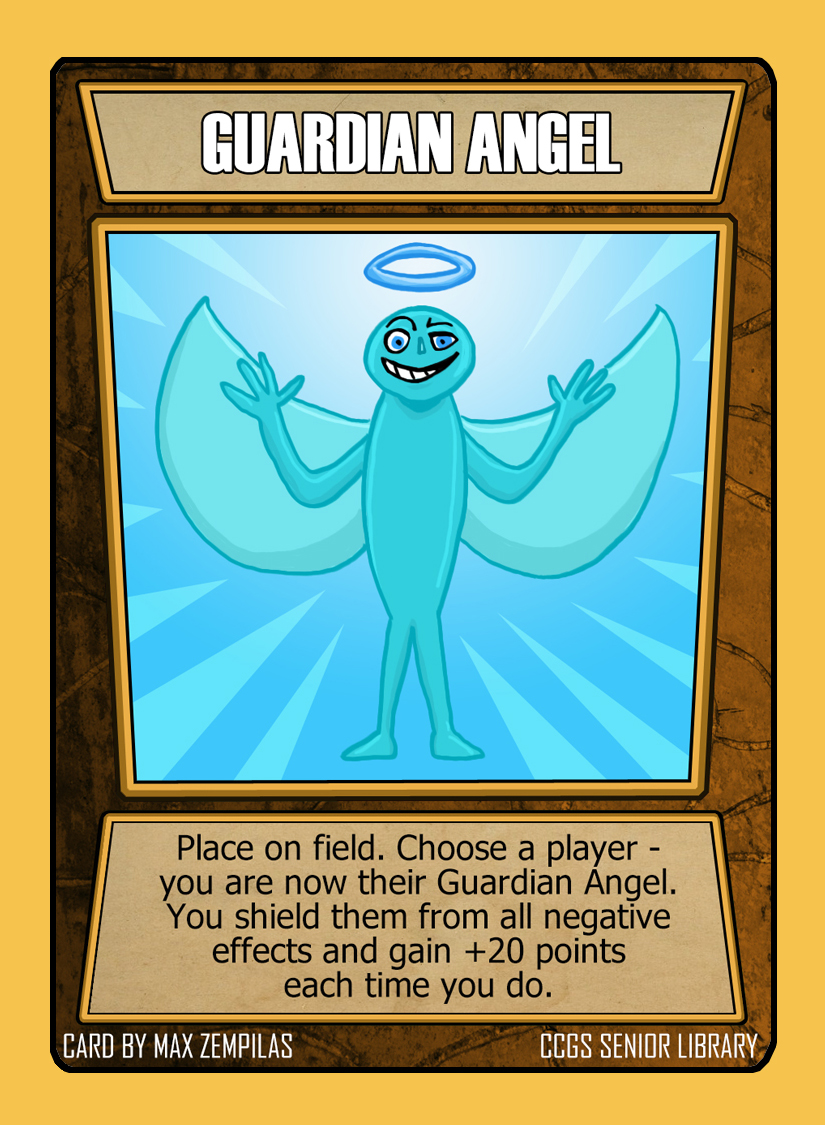 GUARDIAN ANGEL
Place on field. Choose a player -
you are now their Guardian Angel.
You shield them from all negative
effects and gain +20 points
each time you do.
CARD BY MAX ZEMPILAS
CCGS SENIOR LIBRARY